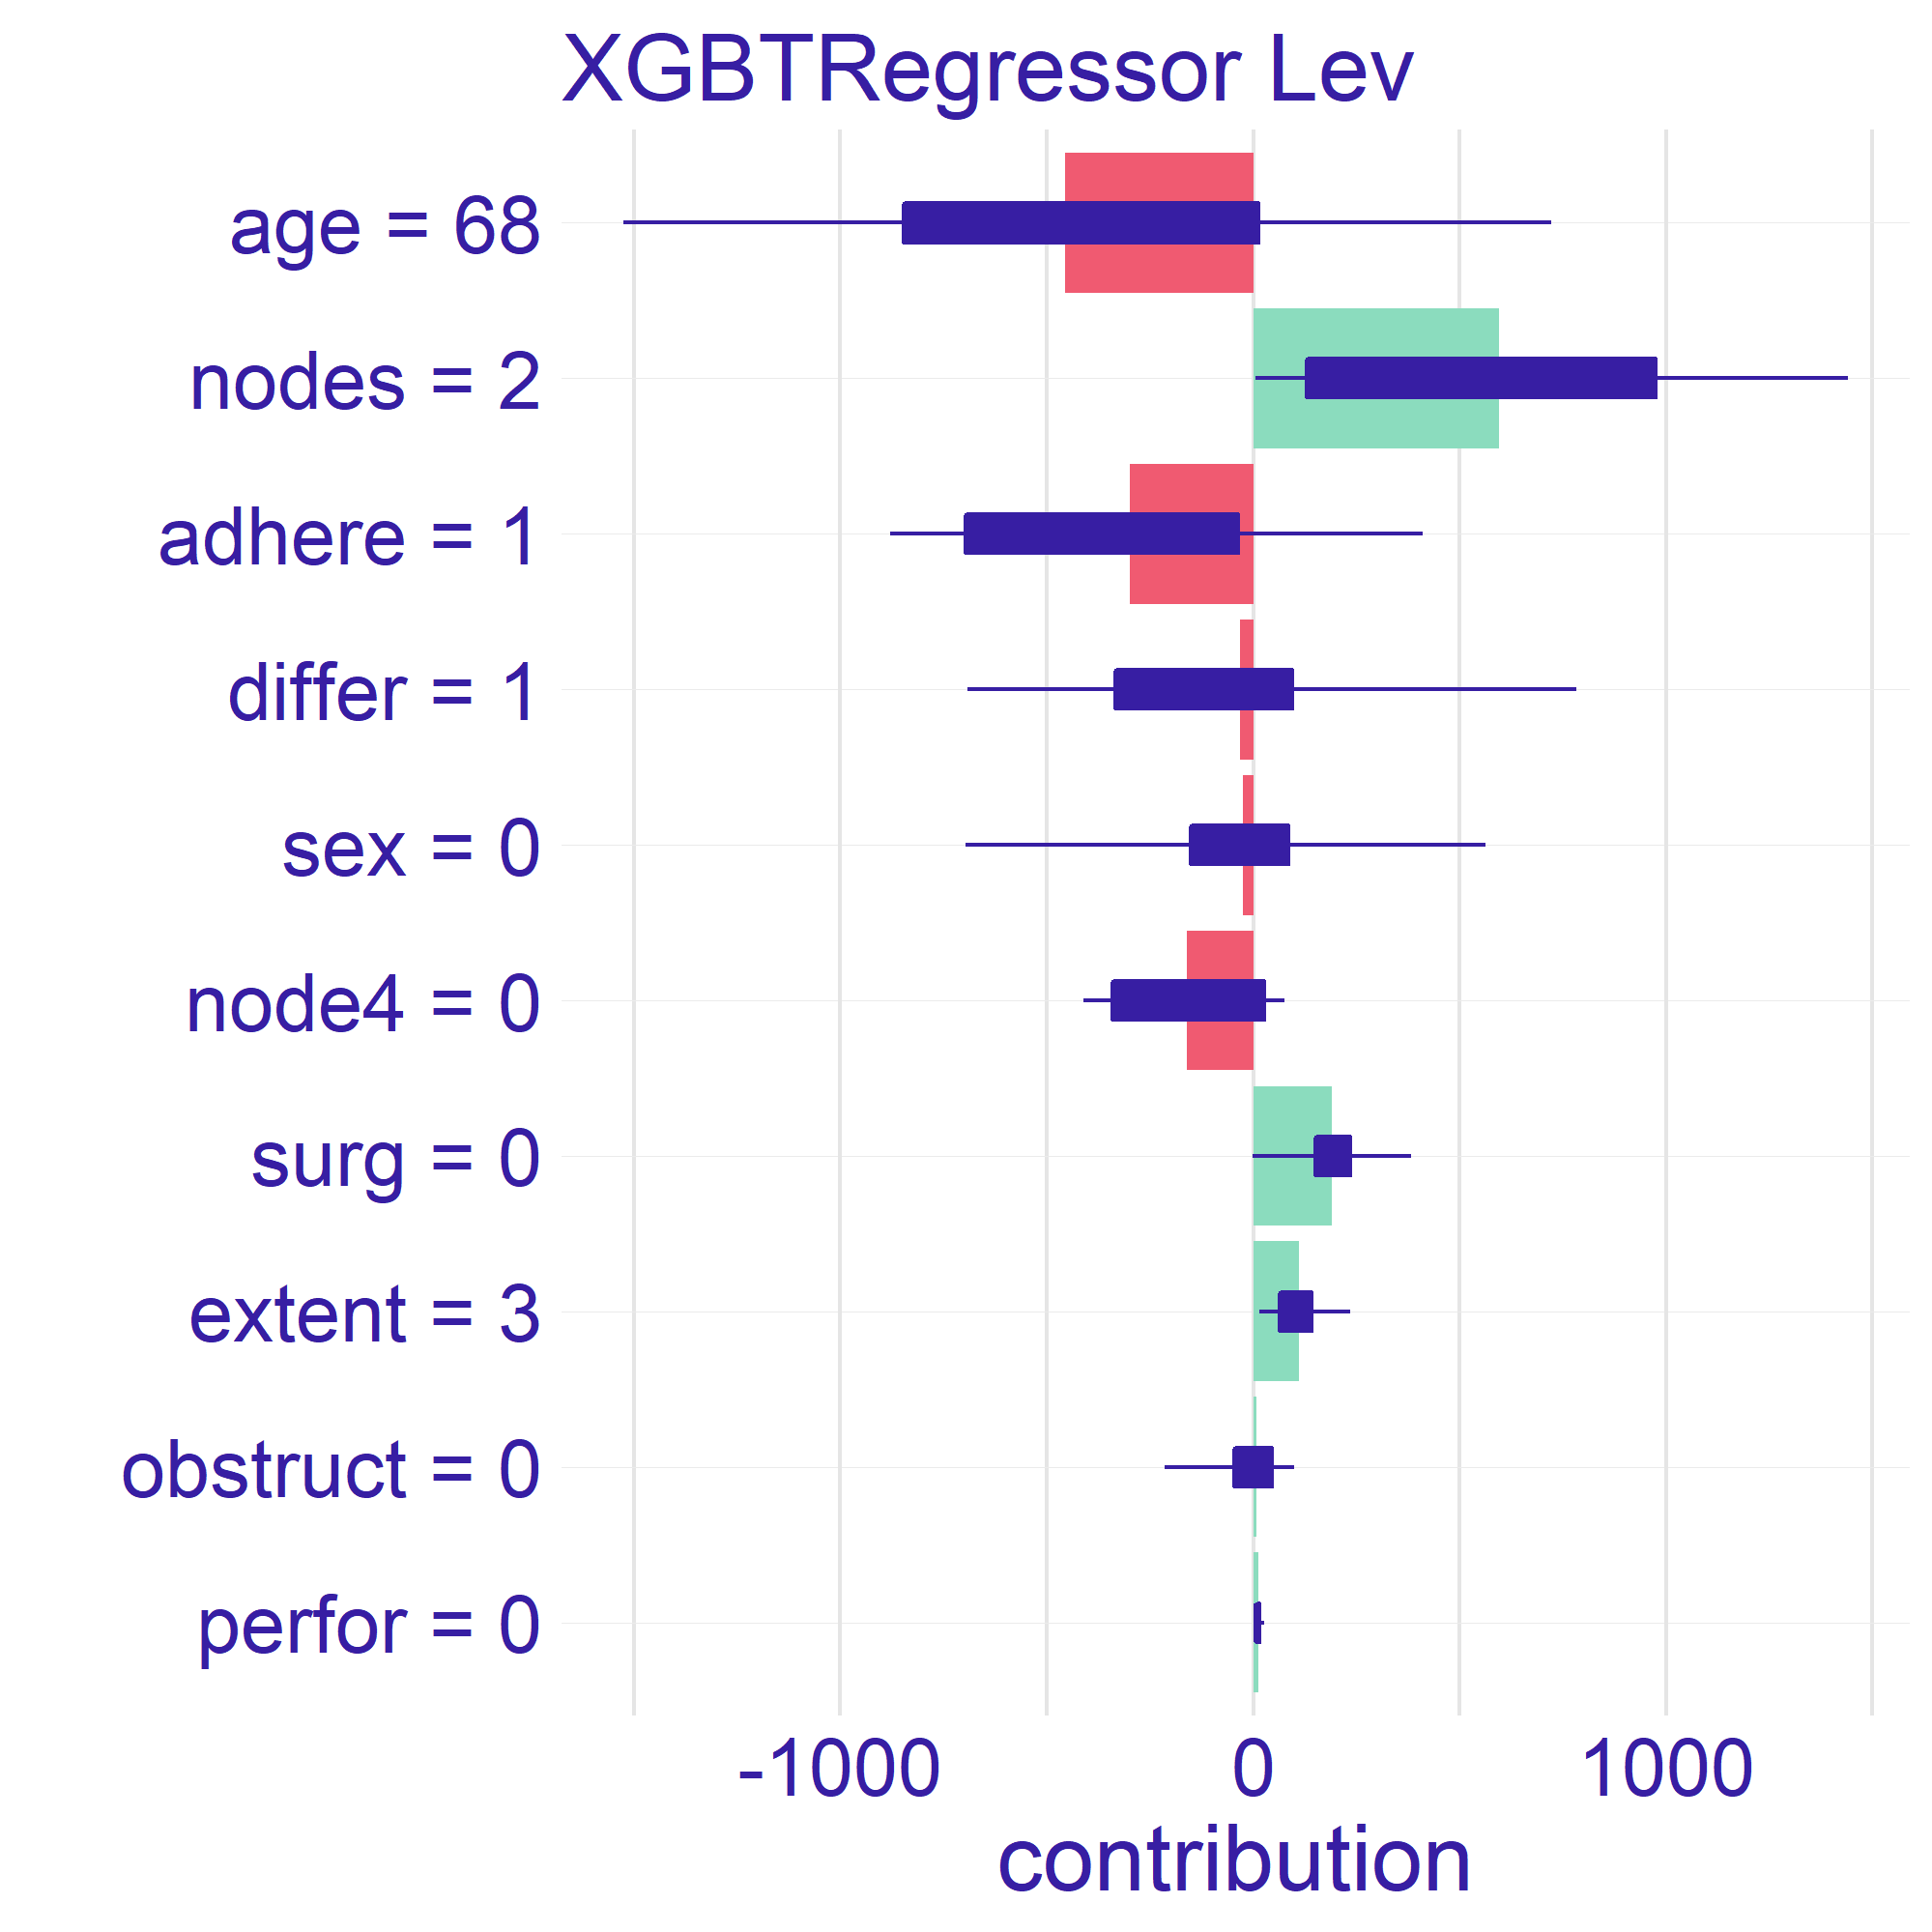 XGBTRegressor Lev
age = 68
nodes = 2
adhere = 1
differ = 1
sex = 0
node4 = 0
surg = 0
extent = 3
obstruct = 0
perfor = 0
-1000 0 1000
contribution